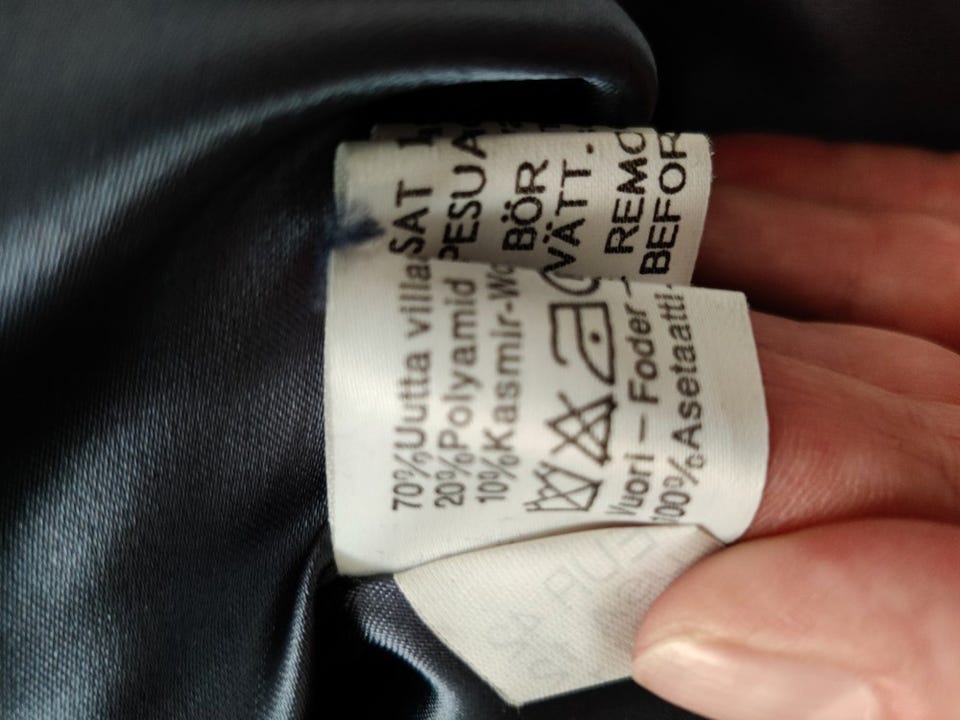 SAT
PESUA
BÖR
VÄTT.
REMO
BEFOR
70% Uutta villa
20% Polyamid
10% Kasmir-Wo
Vuori – Foder –
100% Asetaatti